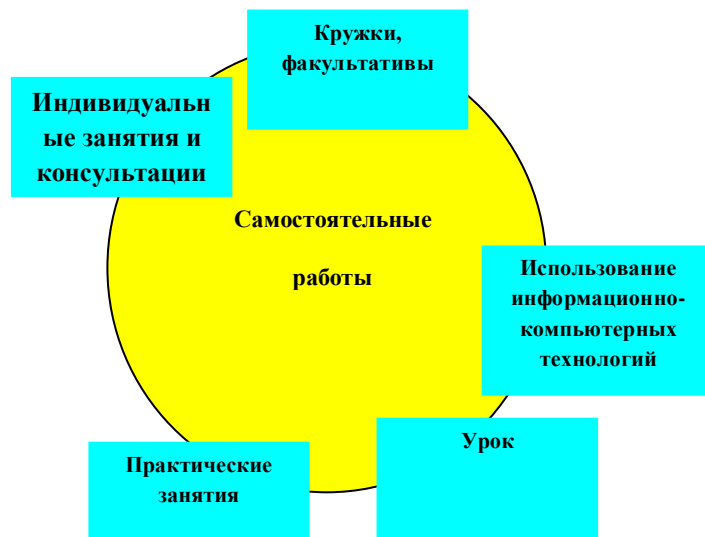 Кружки,
факультативы
Индивидуальн
ые занятия и
консультации
Самостоятельные
работы
Использование
информационно-
компьютерных
технологий
Урок
Практические
занятия